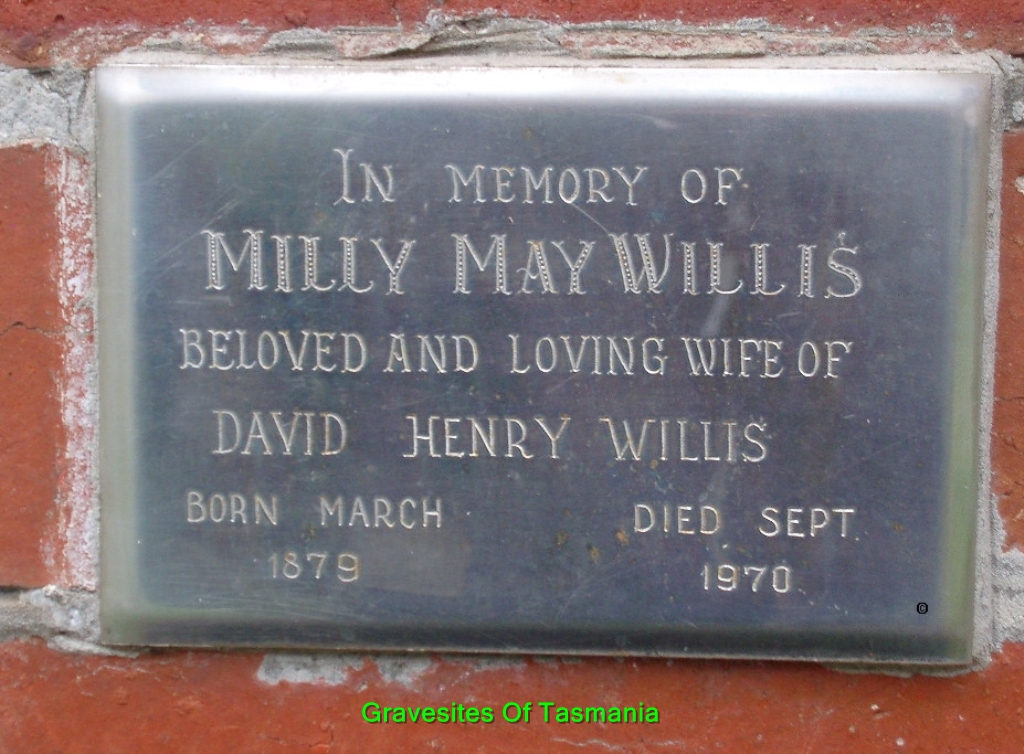 In memory of
Milly May Willis
beloved and loving wife of
David Henry Willis
BORN MARCH DIED SEPT.
1879 1970
©
Gravesites Of Tasmania